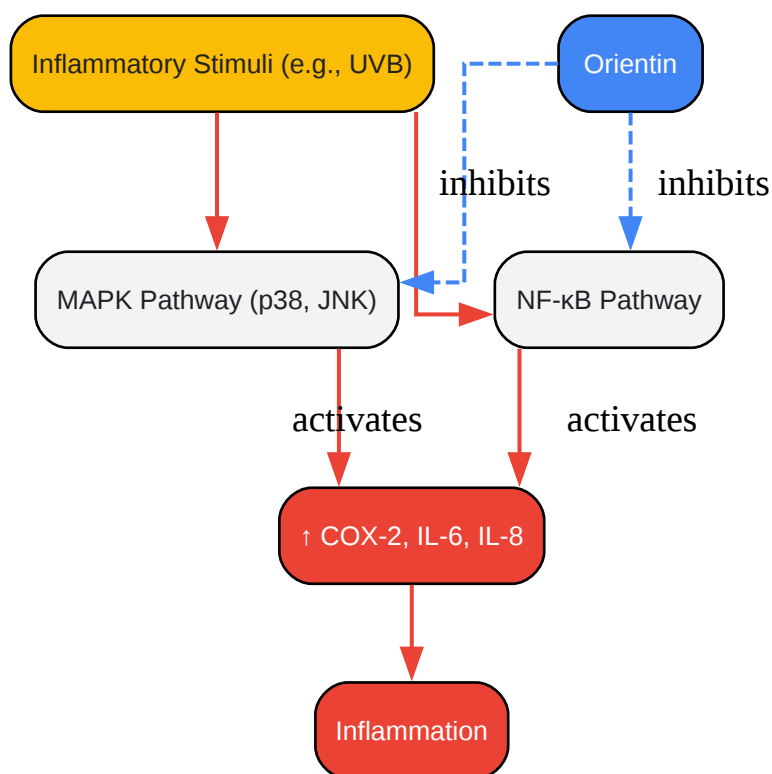 Inflammatory Stimuli (e.g., UVB)
Orientin
inhibits
inhibits
MAPK Pathway (p38, JNK)
NF-κB Pathway
activates
activates
↑ COX-2, IL-6, IL-8
Inflammation